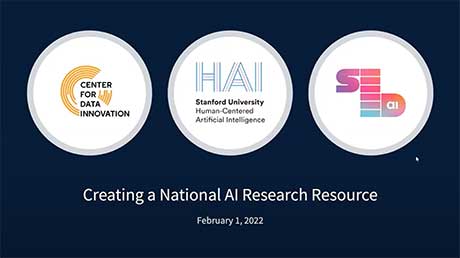 CENTER
FOR
DATA
INNOVATION
HAI
Stanford University
Human-Centered
Artificial Intelligence
SEED
ai
Creating a National AI Research Resource
February 1, 2022